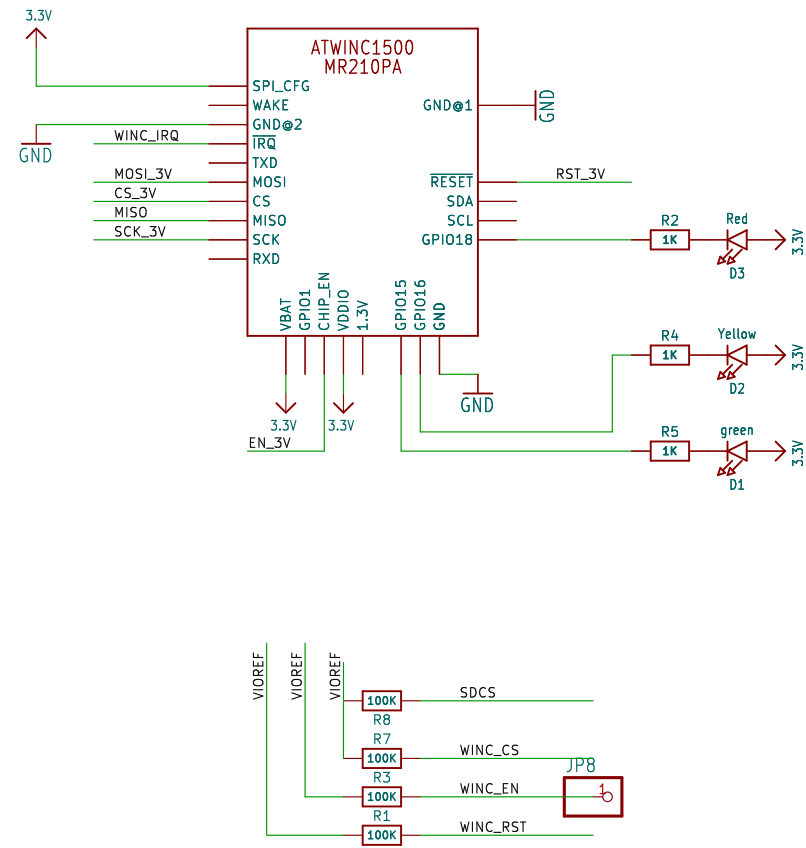 3.3V
ATWINC1500
MR210PA
SPI_CFG
WAKE
GND@1
GND
GND@2
WINC_IRQ
IRQ
GND
TXD
MOSI_3V
MOSI
RESET
RST_3V
CS_3V
CS
SDA
MISO
MISO
SCL
SCK_3V
SCK
GPIO18
RXD
R2
1K
Red
D3
3.3V
VBAT
GPIO1
CHIP_EN
VDDIO
1.3V
GPIO15
GPIO16
GND
R4
1K
Yellow
D2
3.3V
GND
3.3V
3.3V
EN_3V
R5
1K
green
D1
3.3V
VIOREF
VIOREF
VIOREF
100K
SDCS
R8
R7
100K
WINC_CS
JP8
R3
100K
WINC_EN
1
R1
100K
WINC_RST